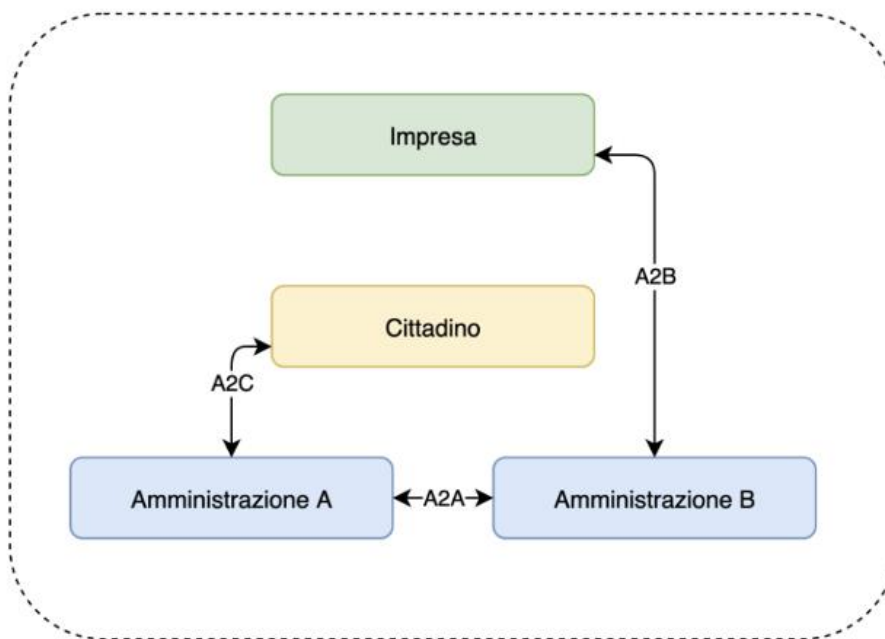 Impresa
A2B
Cittadino
A2C
Amministrazione A
A2A
Amministrazione B